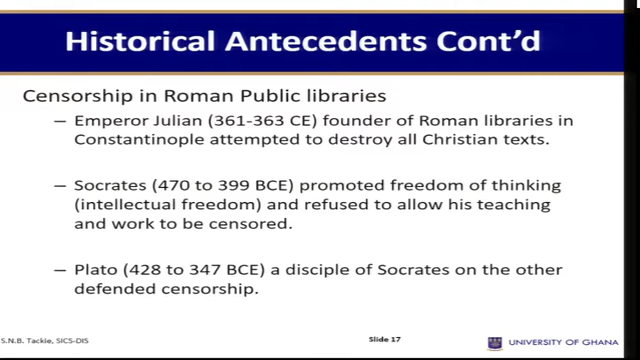 Historical Antecedents Cont'd
Censorship in Roman Public libraries
– Emperor Julian (361-363 CE) founder of Roman libraries in
Constantinople attempted to destroy all Christian texts.
– Socrates (470 to 399 BCE) promoted freedom of thinking
(intellectual freedom) and refused to allow his teaching
and work to be censored.
– Plato (428 to 347 BCE) a disciple of Socrates on the other
defended censorship.
S.N.B. Tackie, SICS-DIS
Slide 17
UNIVERSITY OF GHANA